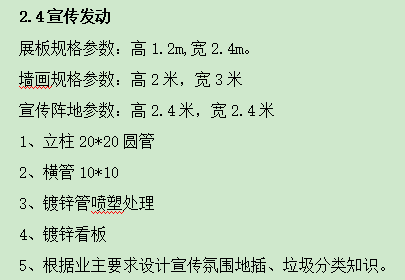 2.4宣传发动
展板规格参数：高1.2m,宽2.4m。
墙画规格参数：高2米，宽3米
宣传阵地参数：高2.4米，宽2.4米
1、立柱20*20圆管
2、横管10*10
3、镀锌管喷塑处理
4、镀锌看板
5、根据业主要求设计宣传氛围地插、垃圾分类知识。